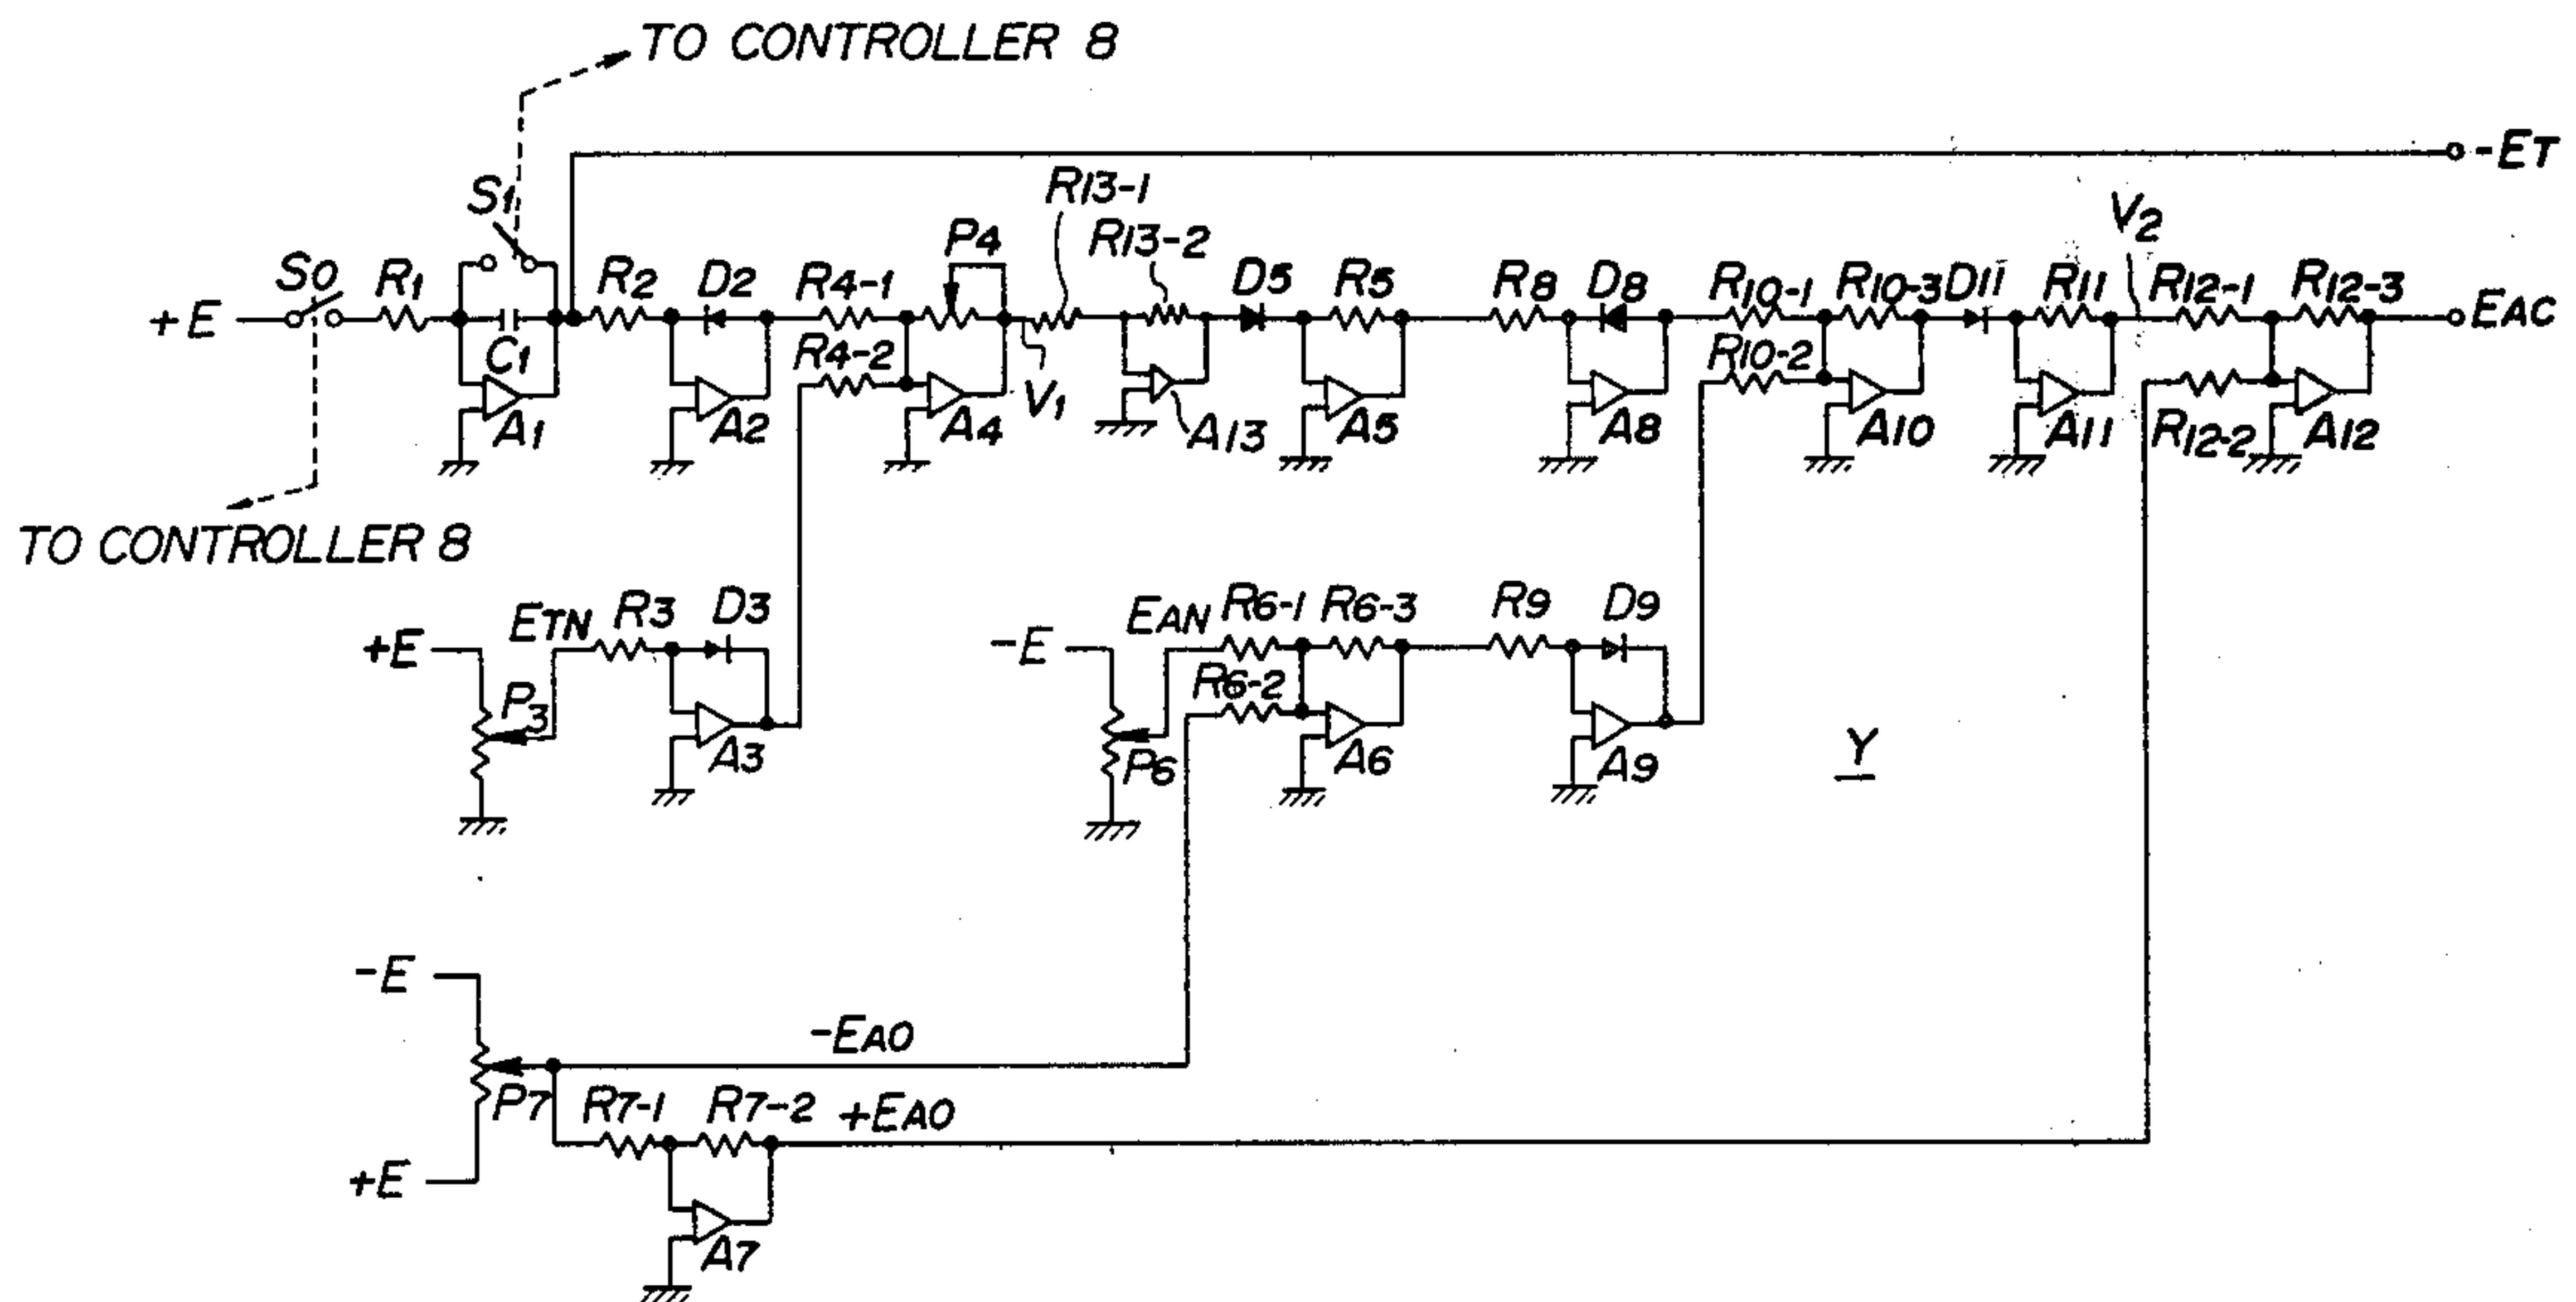 TO CONTROLLER 8
-ET
R13-1
S1
V2
P4
R13-2
S0
R1
R2
D2
R4-1
D5
R5
R8
D8
R10-1
R10-3
D11
R11
R12-1
R12-3
+E
EAC
C1
R4-2
R10-2
V1
A1
A2
A4
A13
A5
A8
A10
A11
R12-2
A12
TO CONTROLLER 8
ETN
R3
D3
EAN
R6-1
R6-3
R9
D9
+E
-E
R6-2
P3
A3
P6
A6
A9
Y
-E
-EAO
P7
R7-1
R7-2
+EAO
+E
A7